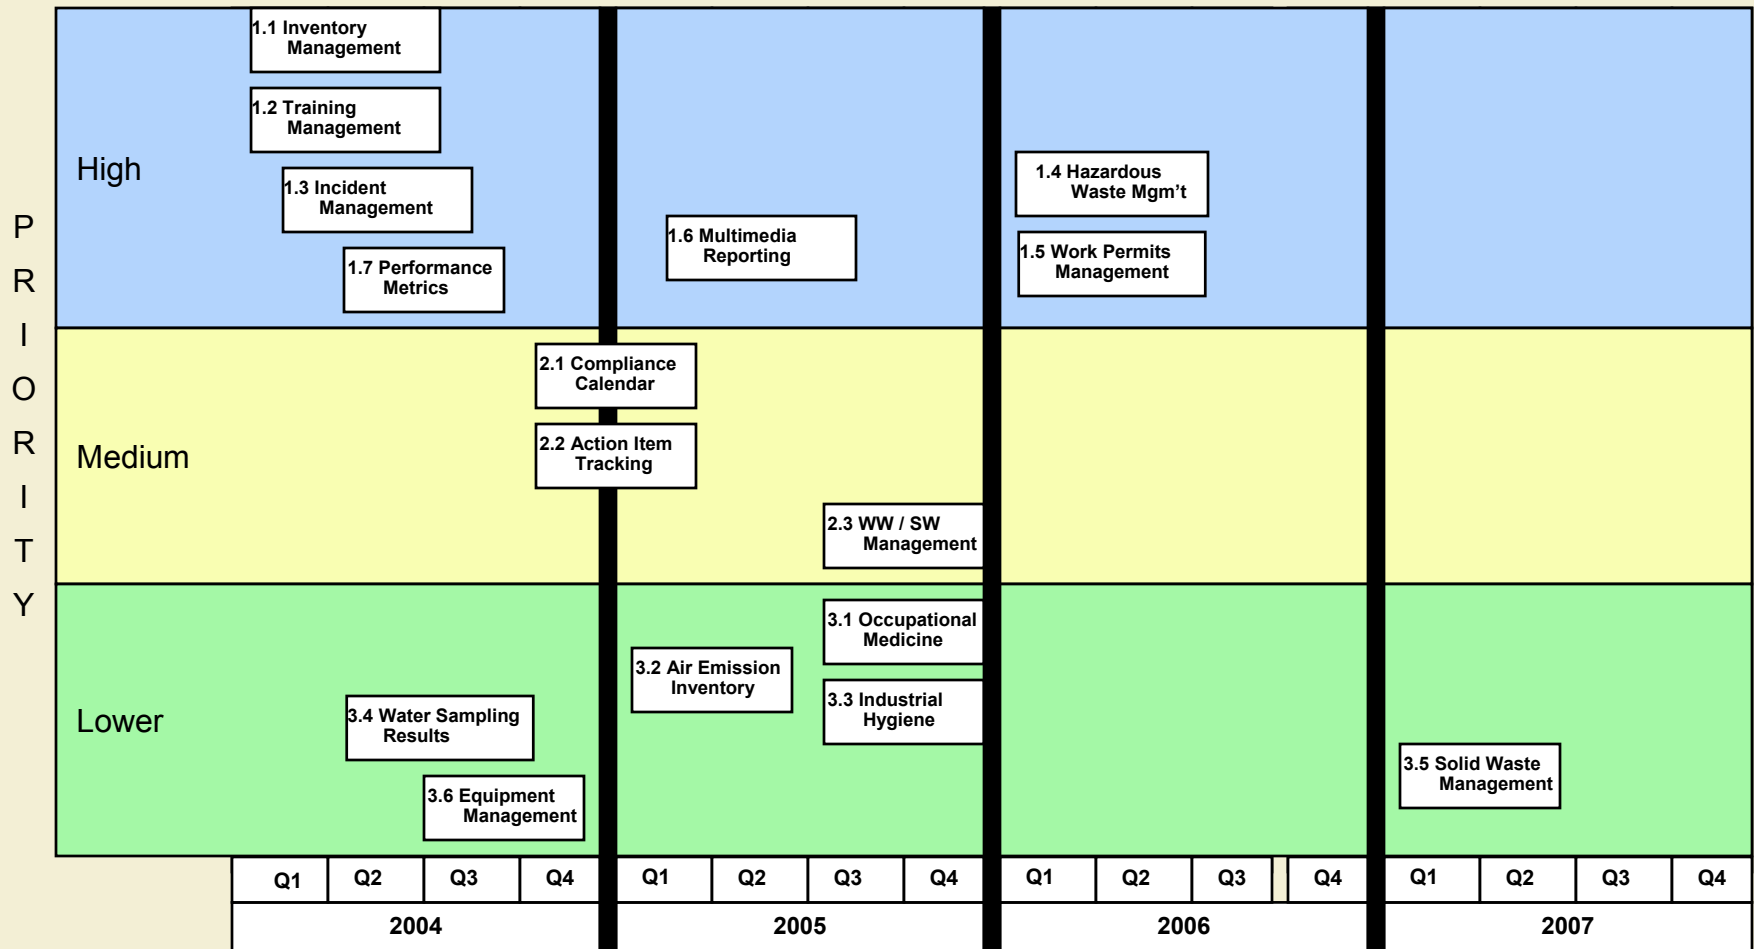 PRIORITY
High
1.1 Inventory
Management
1.2 Training
Management
1.3 Incident
Management
1.7 Performance
Metrics
1.6 Multimedia
Reporting
1.4 Hazardous
Waste Mgm’t
1.5 Work Permits
Management
Medium
2.1 Compliance
Calendar
2.2 Action Item
Tracking
2.3 WW / SW
Management
Lower
3.1 Occupational
Medicine
3.2 Air Emission
Inventory
3.3 Industrial
Hygiene
3.4 Water Sampling
Results
3.6 Equipment
Management
3.5 Solid Waste
Management
Q1 Q2 Q3 Q4 Q1 Q2 Q3 Q4 Q1 Q2 Q3 Q4 Q1 Q2 Q3 Q4
2004 2005 2006 2007